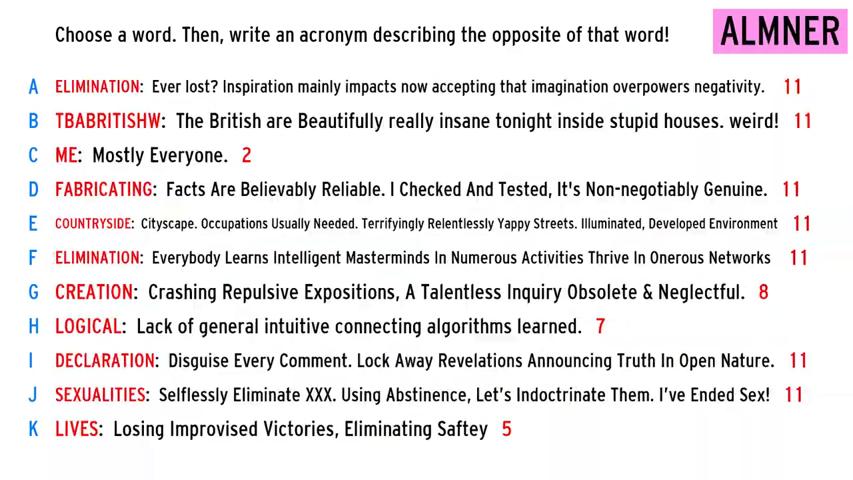 Choose a word. Then, write an acronym describing the opposite of that word!
ALMNER
A ELIMINATION: Ever lost? Inspiration mainly impacts now accepting that imagination overpowers negativity. 11
B TBABRITISHW: The British are Beautifully really insane tonight inside stupid houses. weird! 11
C ME: Mostly Everyone. 2
D FABRICATING: Facts Are Believably Reliable. I Checked And Tested, It's Non-negotiably Genuine. 11
E COUNTRYSIDE: Cityscape. Occupations Usually Needed. Terrifyingly Relentlessly Yappy Streets. Illuminated, Developed Environment 11
F ELIMINATION: Everybody Learns Intelligent Masterminds In Numerous Activities Thrive In Onerous Networks 11
G CREATION: Crashing Repulsive Expositions, A Talentless Inquiry Obsolete & Neglectful. 8
H LOGICAL: Lack of general intuitive connecting algorithms learned. 7
I DECLARATION: Disguise Every Comment. Lock Away Revelations Announcing Truth In Open Nature. 11
J SEXUALITIES: Selflessly Eliminate XXX. Using Abstinence, Let's Indoctrinate Them. I've Ended Sex! 11
K LIVES: Losing Improvised Victories, Eliminating Saftey 5